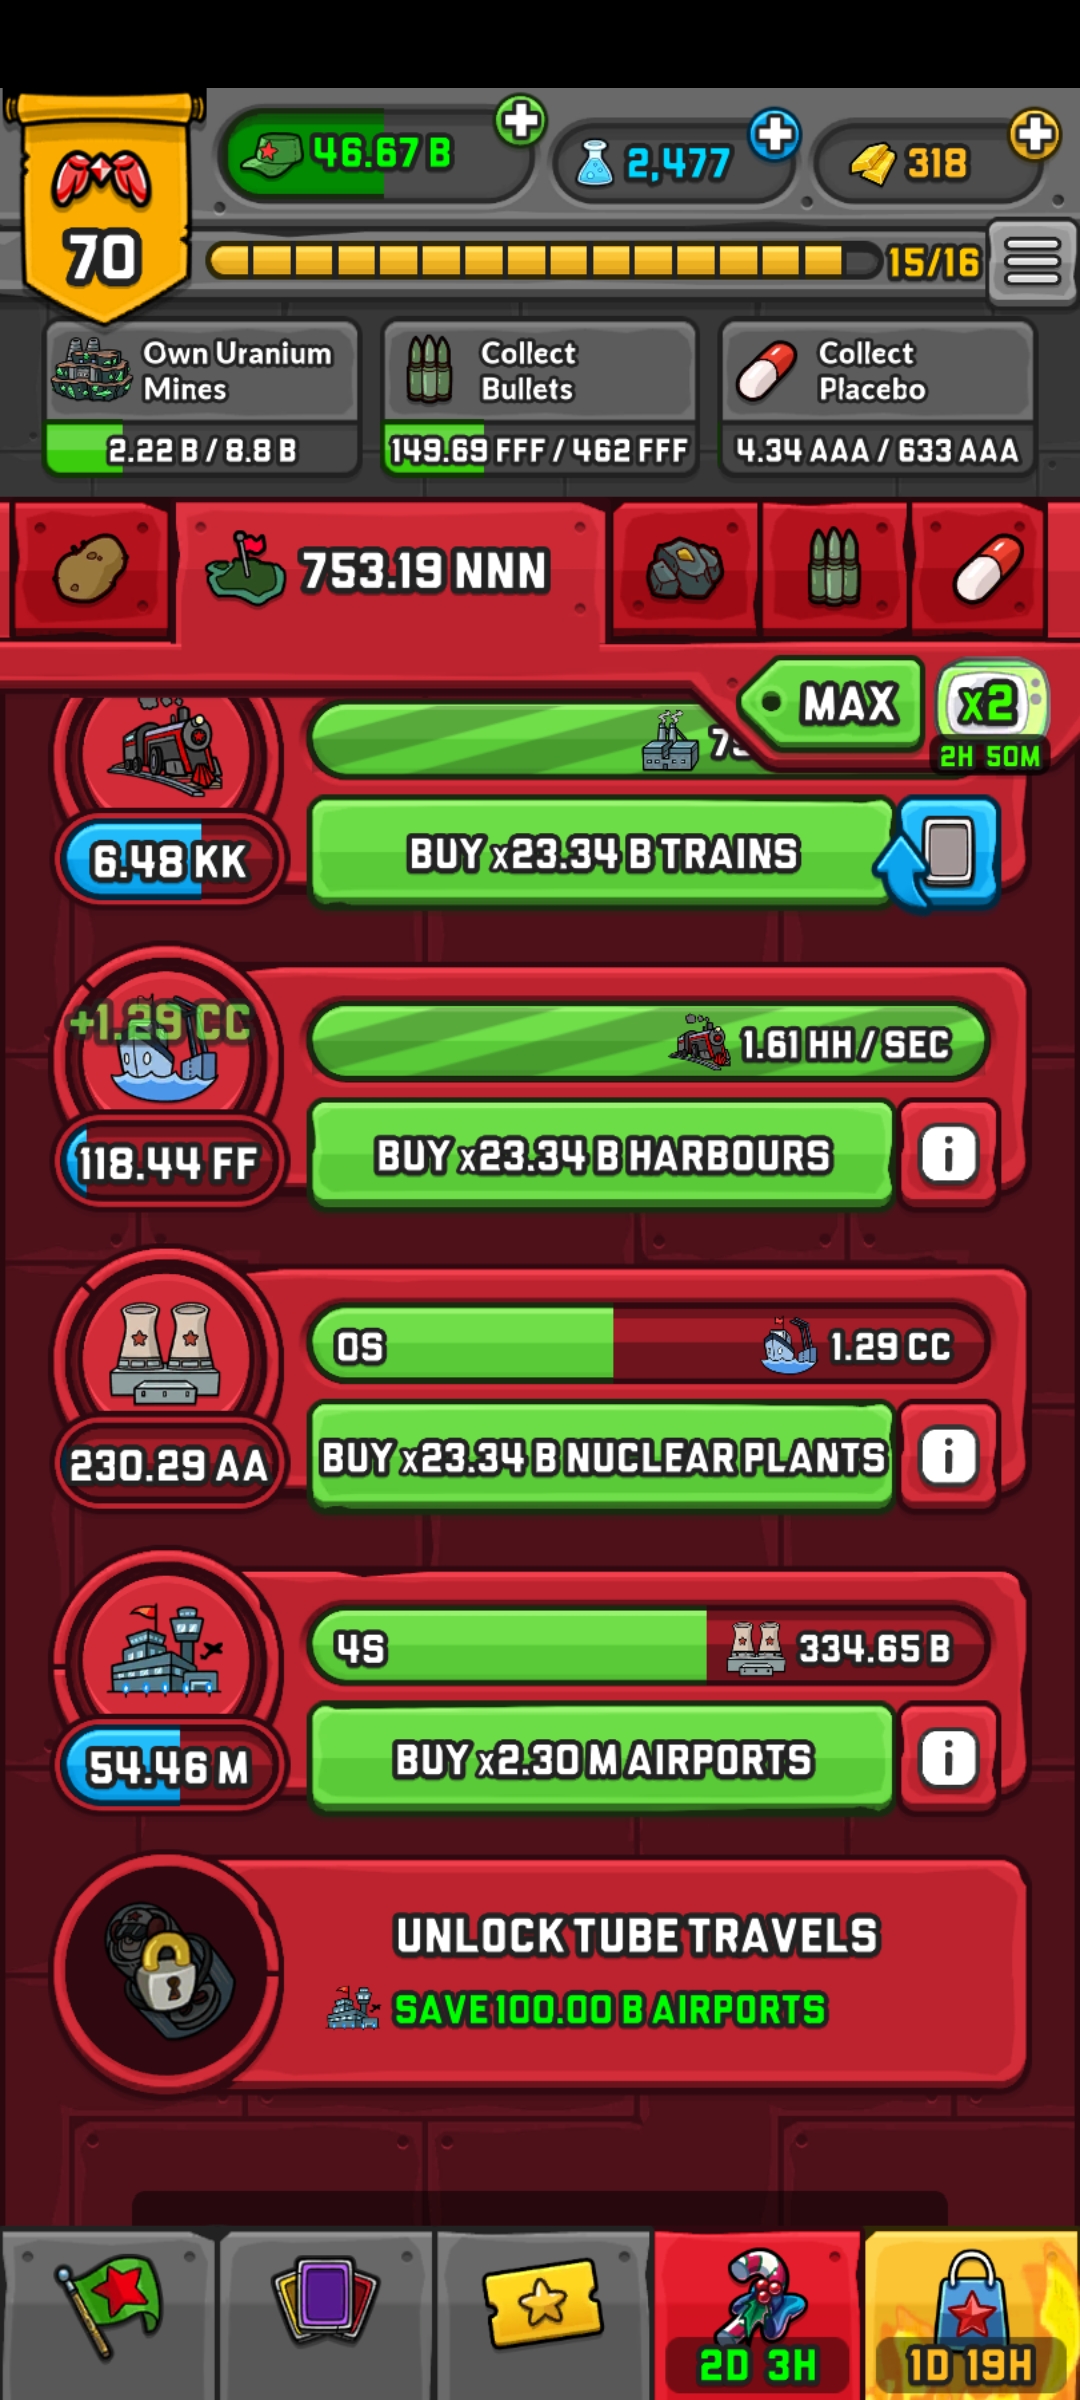 46.67 B
2,477
318
70
15/16
Own Uranium
Mines
Collect
Bullets
Collect
Placebo
2.22 B / 8.8 B
149.69 FFF / 462 FFF
4.34 AAA / 633 AAA
753.19 NNN
MAX
x2
2H 50M
6.48 KK
BUY x23.34 B TRAINS
+1.29 CC
1.61 HH / SEC
118.44 FF
BUY x23.34 B HARBOURS
i
0S
1.29 CC
230.29 AA
BUY x23.34 B NUCLEAR PLANTS
i
4S
334.65 B
54.46 M
BUY x2.30 M AIRPORTS
i
UNLOCK TUBE TRAVELS
SAVE 100.00 B AIRPORTS
2D 3H
1D 19H